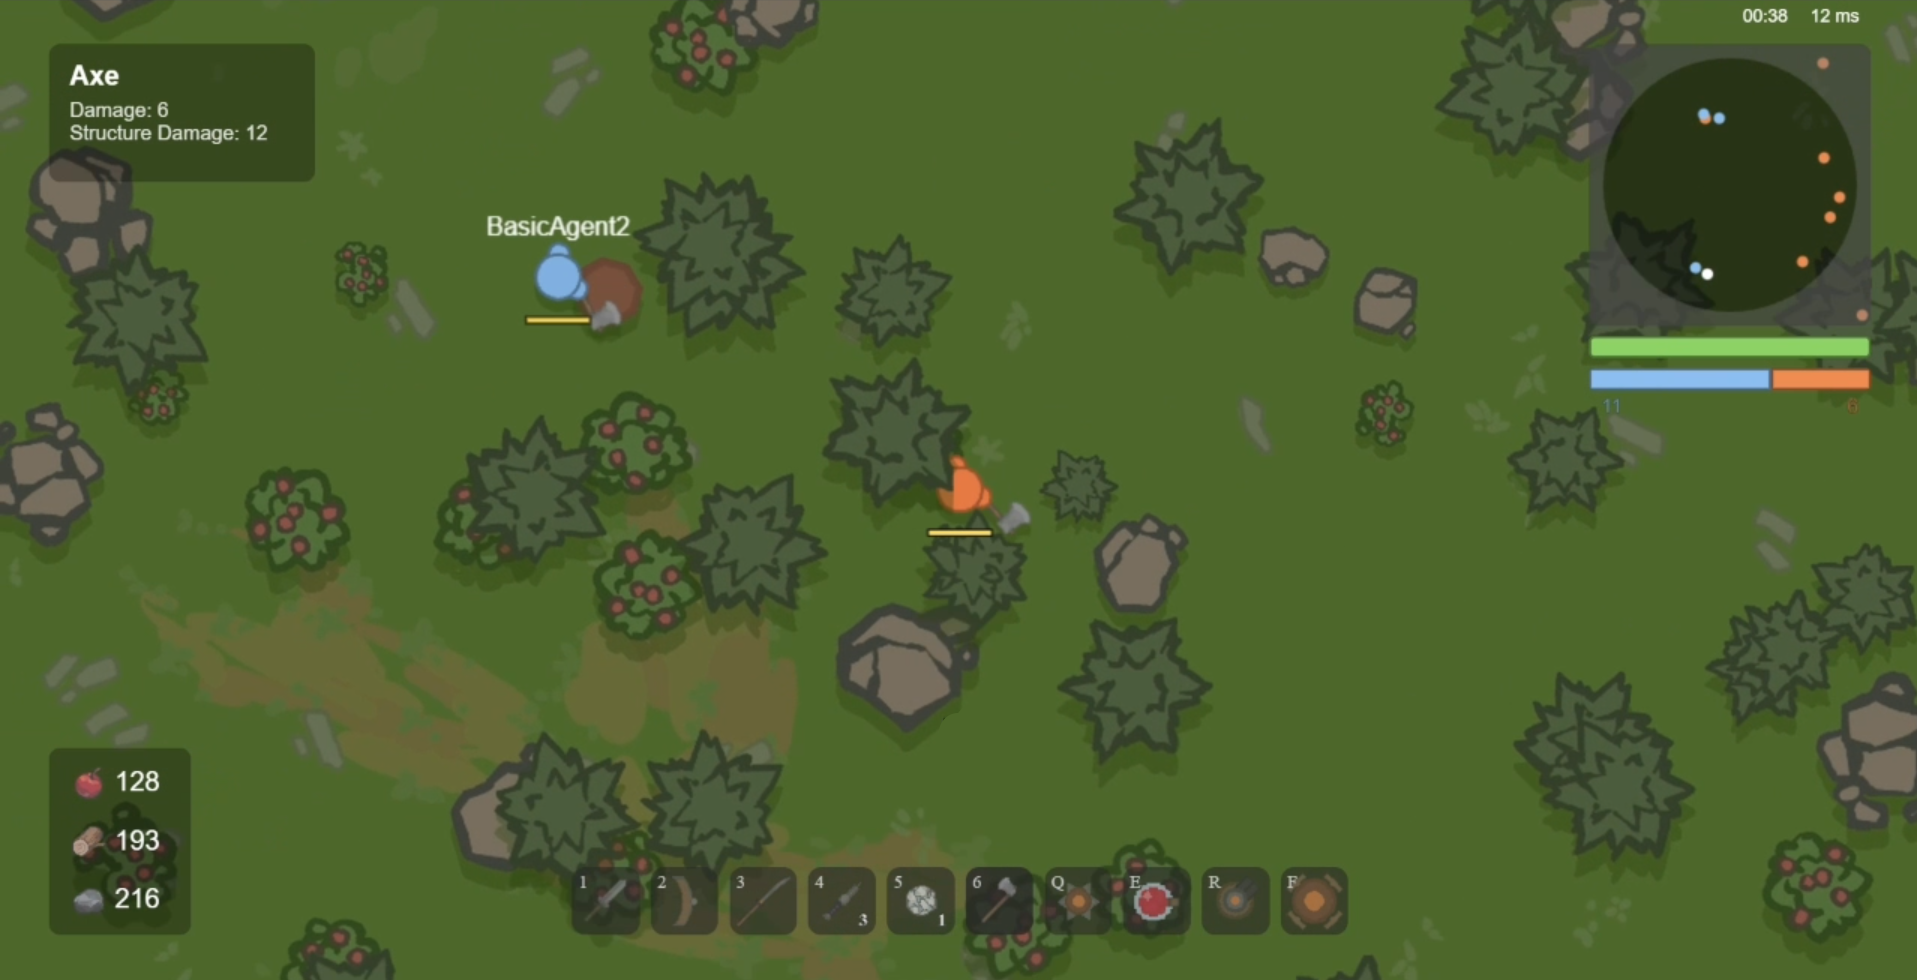 00:38 12 ms
Axe
Damage: 6
Structure Damage: 12
BasicAgent2
11 6
128
193
216
1 2 3 4 5 6 Q E R F
3 1